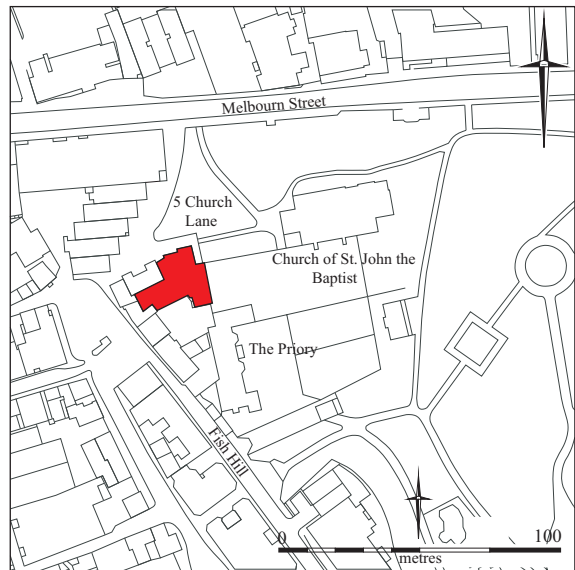 Melbourn Street
5 Church
Lane
Church of St. John the
Baptist
The Priory
Fish Hill
0
100
metres